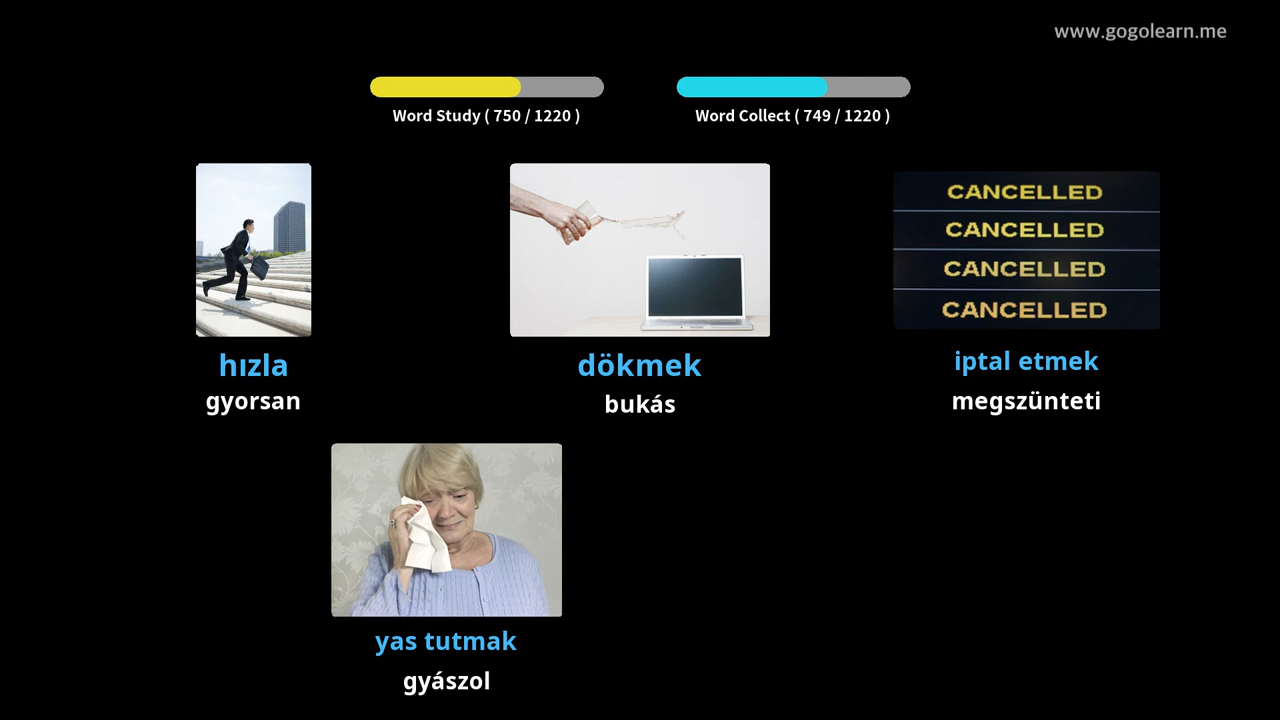 www.gogolearn.me
Word Study ( 750 / 1220 )
Word Collect ( 749 / 1220 )
CANCELLED
CANCELLED
CANCELLED
CANCELLED
hızla
gyorsan
dökmek
bukás
iptal etmek
megszünteti
yas tutmak
gyászol